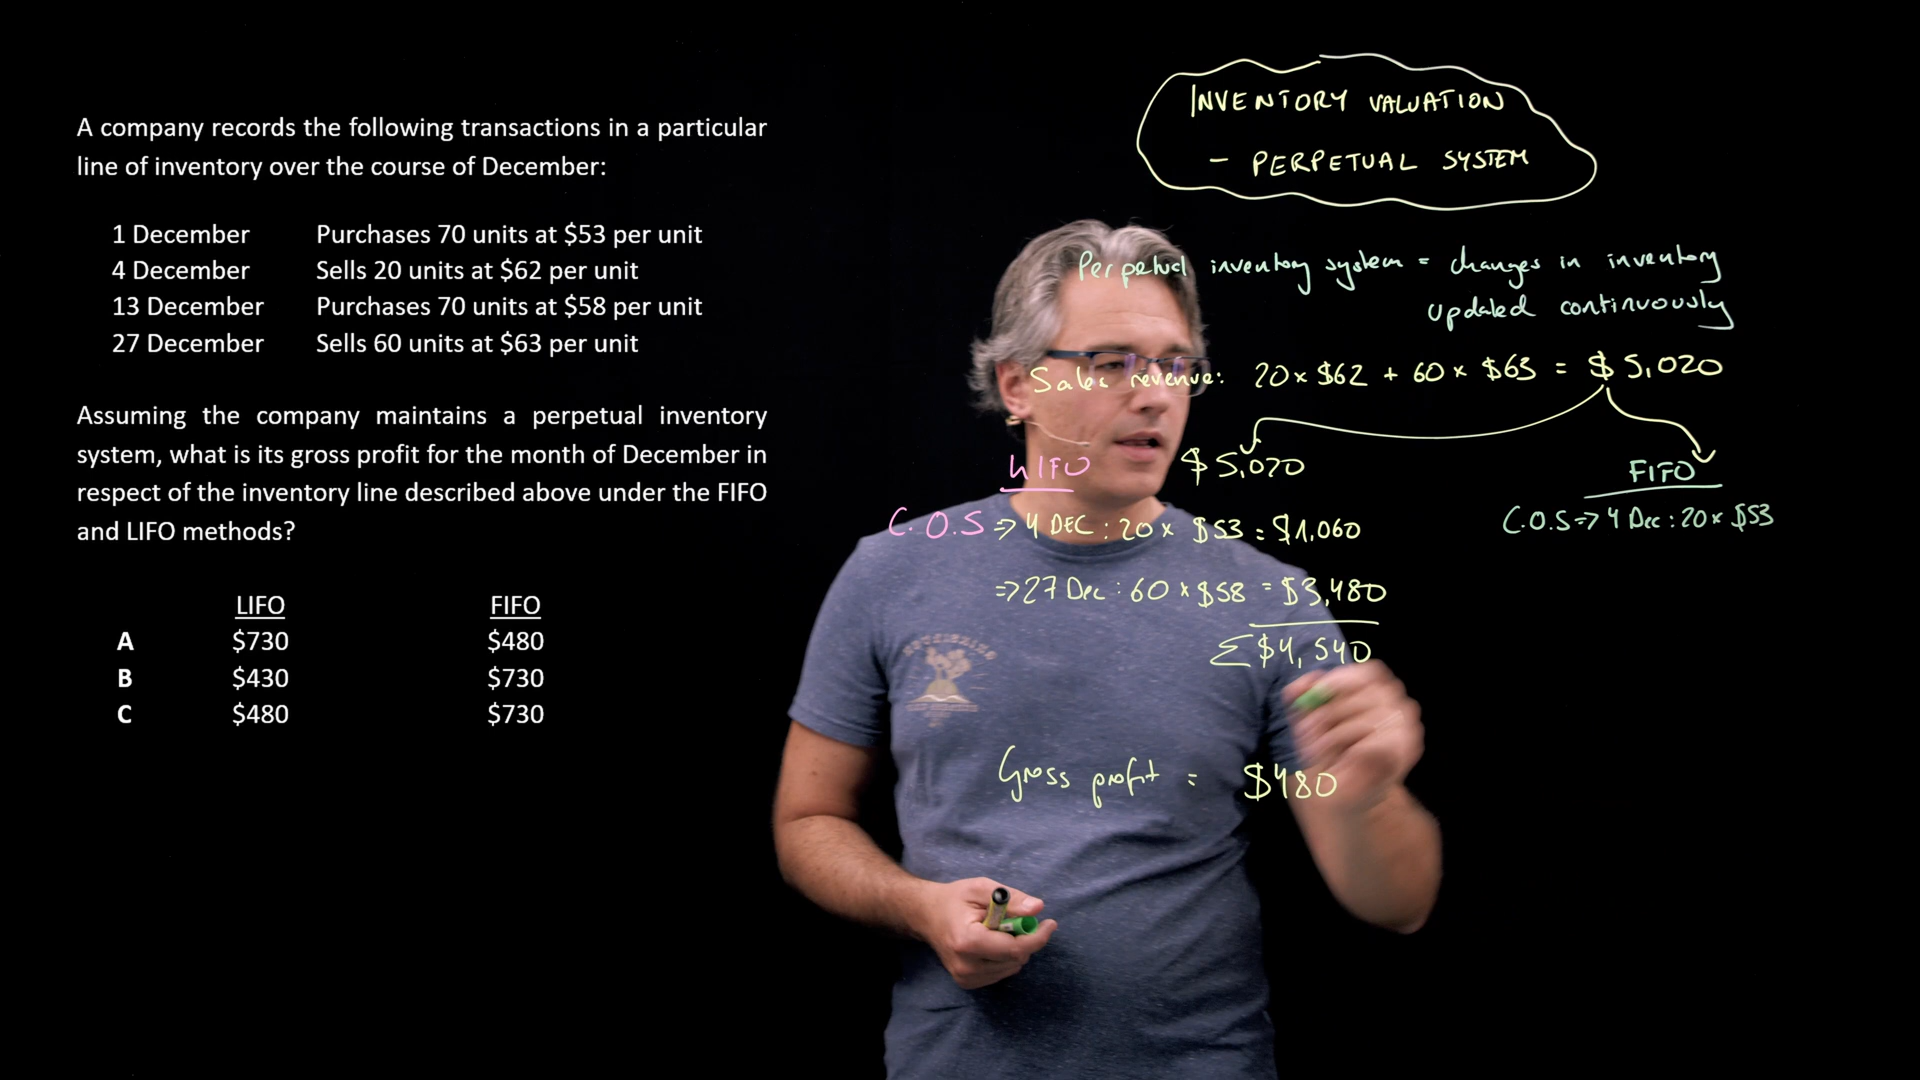 A company records the following transactions in a particular
line of inventory over the course of December:
1 December Purchases 70 units at $53 per unit
4 December Sells 20 units at $62 per unit
13 December Purchases 70 units at $58 per unit
27 December Sells 60 units at $63 per unit
Assuming the company maintains a perpetual inventory
system, what is its gross profit for the month of December in
respect of the inventory line described above under the FIFO
and LIFO methods?
LIFO FIFO
A $730 $480
B $430 $730
C $480 $730
INVENTORY VALUATION
- PERPETUAL SYSTEM
Perpetual inventory system = changes in inventory
updated continuously
Sales revenue: 20 x $62 + 60 x $63 = $5,020
LIFO $5,020
C.O.S => 4 DEC : 20 x $53 = $1,060
=> 27 Dec : 60 x $58 = $3,480
Σ $4,540
Gross profit = $480
FIFO
C.O.S => 4 Dec : 20 x $53